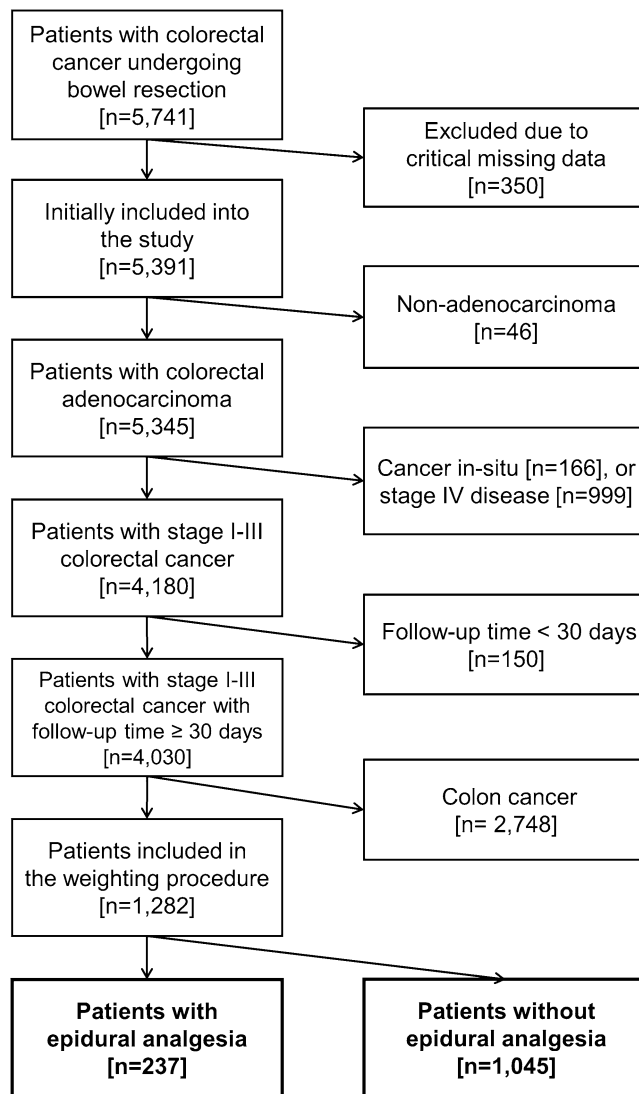 Patients with colorectal
cancer undergoing
bowel resection
[n=5,741]
Excluded due to
critical missing data
[n=350]
Initially included into
the study
[n=5,391]
Non-adenocarcinoma
[n=46]
Patients with colorectal
adenocarcinoma
[n=5,345]
Cancer in-situ [n=166], or
stage IV disease [n=999]
Patients with stage I-III
colorectal cancer
[n=4,180]
Follow-up time < 30 days
[n=150]
Patients with stage I-III
colorectal cancer with
follow-up time ≥ 30 days
[n=4,030]
Colon cancer
[n= 2,748]
Patients included in
the weighting procedure
[n=1,282]
Patients with
epidural analgesia
[n=237]
Patients without
epidural analgesia
[n=1,045]